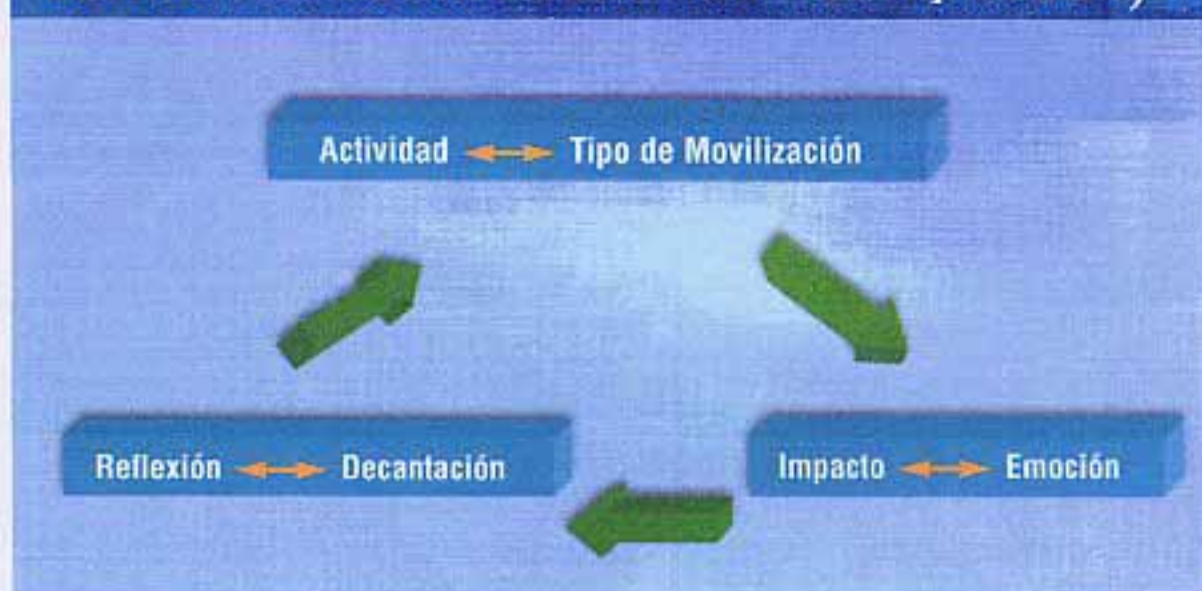 Actividad ↔ Tipo de Movilización
Reflexión ↔ Decantación
Impacto ↔ Emoción